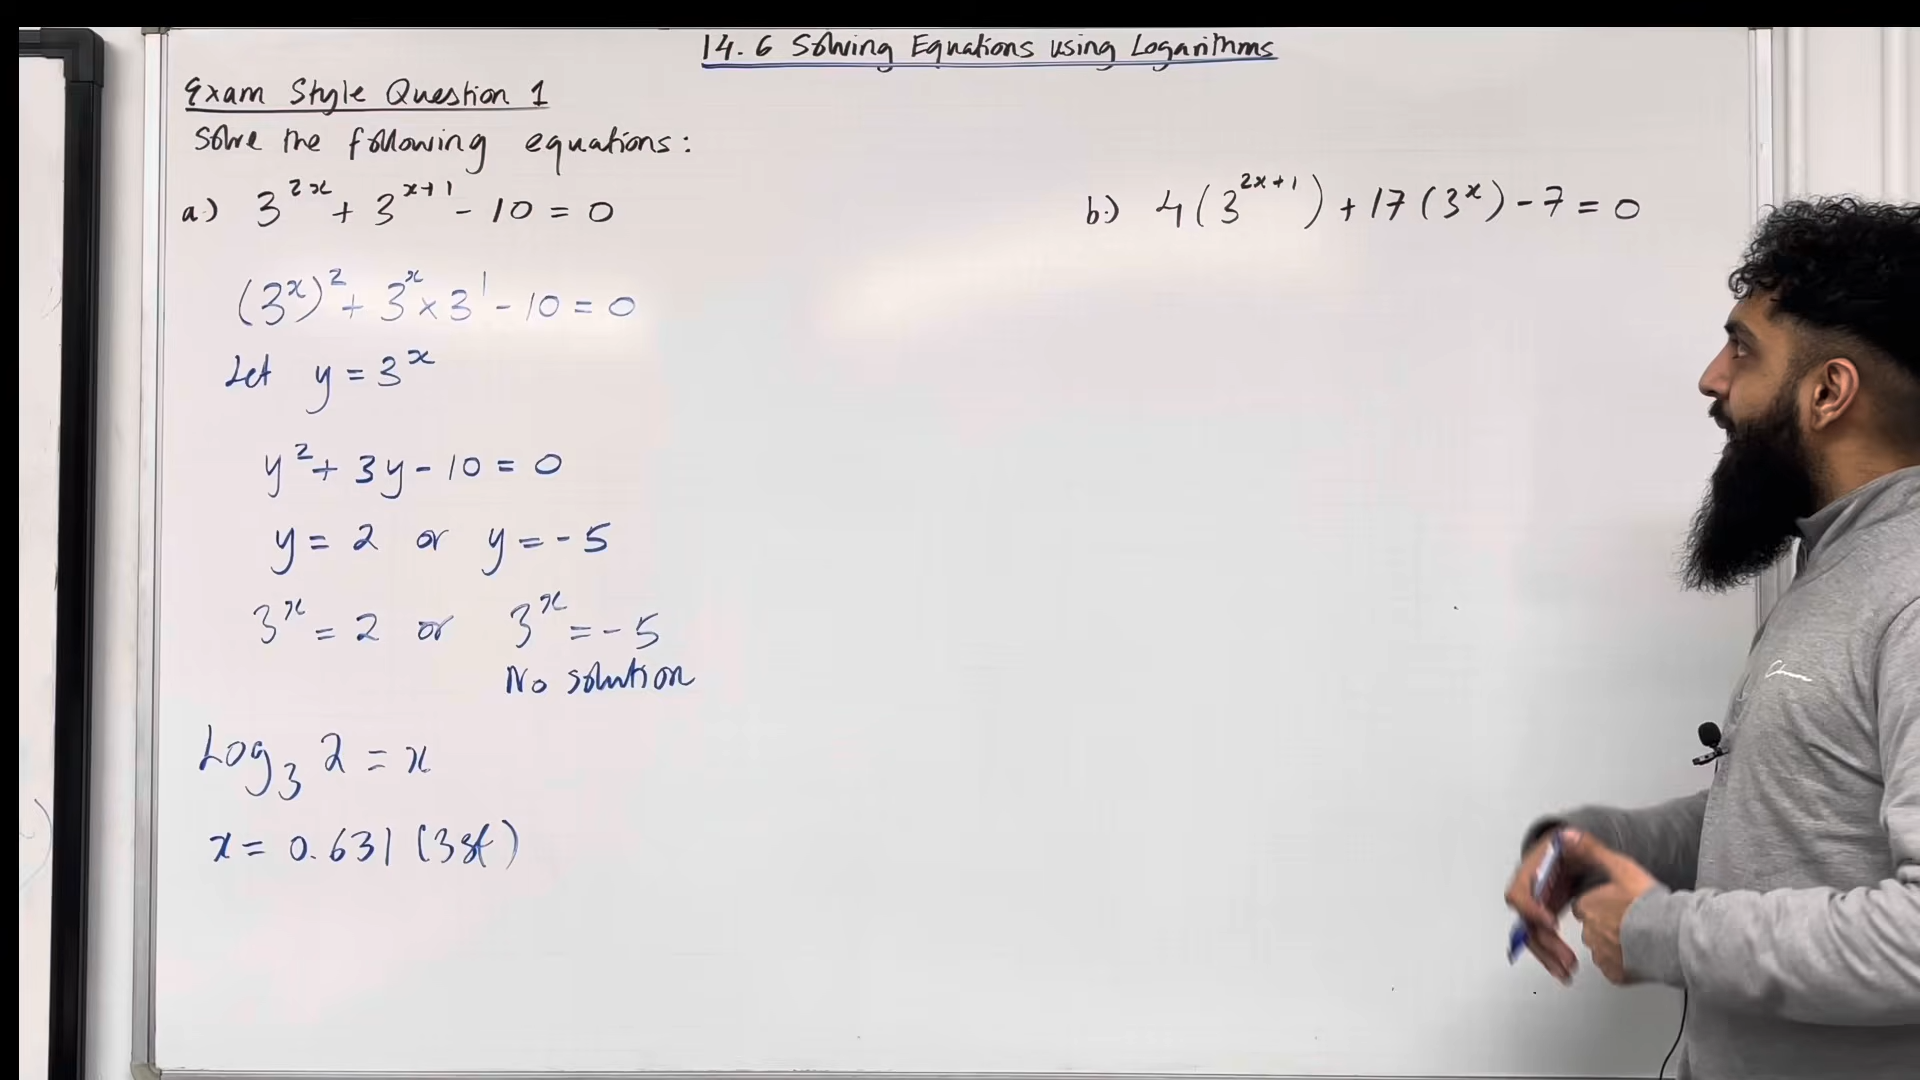 14.6 Solving Equations using Logarithms
Exam Style Question 1
Solve the following equations:
a.) 3^{2x} + 3^{x+1} - 10 = 0
(3^x)^2 + 3^x × 3^1 - 10 = 0
Let y = 3^x
y^2 + 3y - 10 = 0
y = 2 or y = -5
3^x = 2 or 3^x = -5
No solution
Log_3 2 = x
x = 0.631 (3sf)
b.) 4(3^{2x+1}) + 17(3^x) - 7 = 0